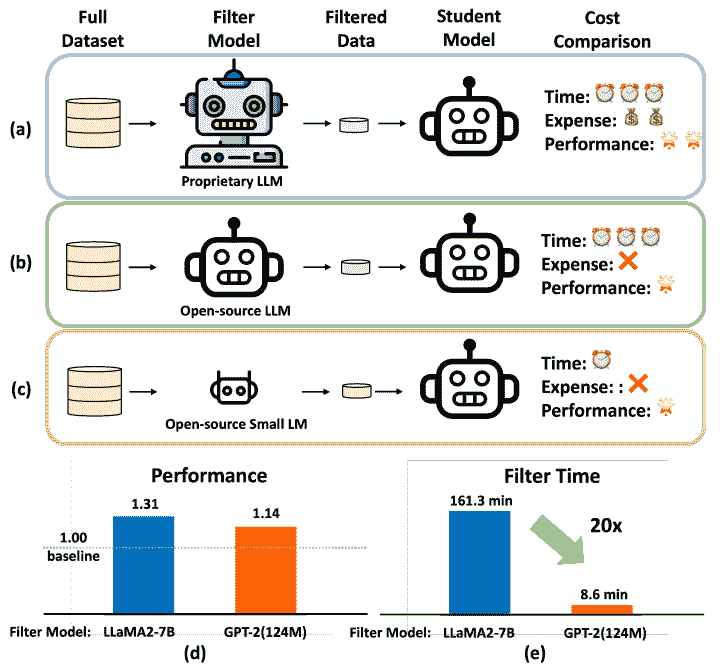 Full Dataset
Filter Model
Filtered Data
Student Model
Cost Comparison
(a)
Proprietary LLM
Time:
Expense:
Performance:
(b)
Open-source LLM
Time:
Expense:
Performance:
(c)
Open-source Small LM
Time:
Expense: :
Performance:
Performance
1.31
1.14
1.00
baseline
Filter Model: LLaMA2-7B GPT-2(124M)
(d)
Filter Time
161.3 min
20x
8.6 min
Filter Model: LLaMA2-7B GPT-2(124M)
(e)